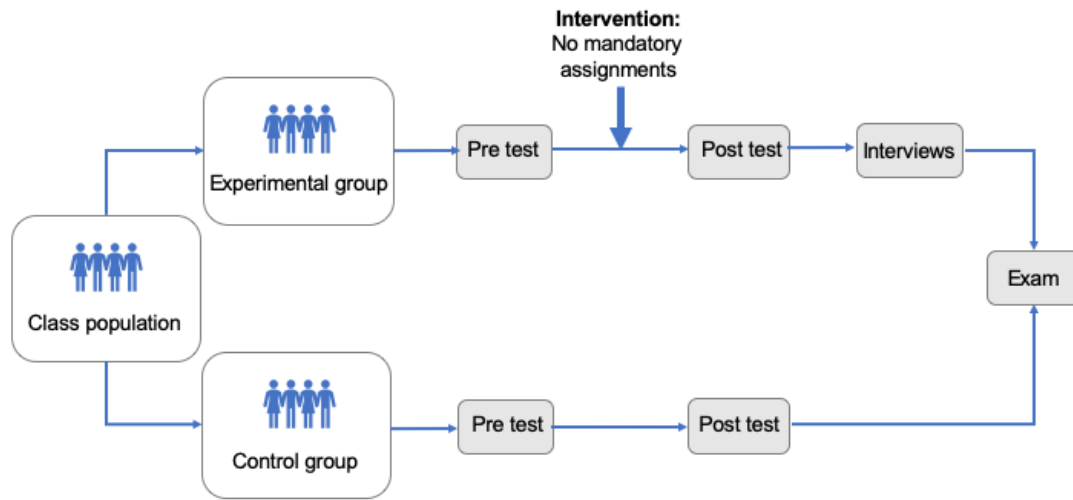 Intervention:
No mandatory
assignments
Pre test
Post test
Interviews
Experimental group
Class population
Exam
Pre test
Post test
Control group